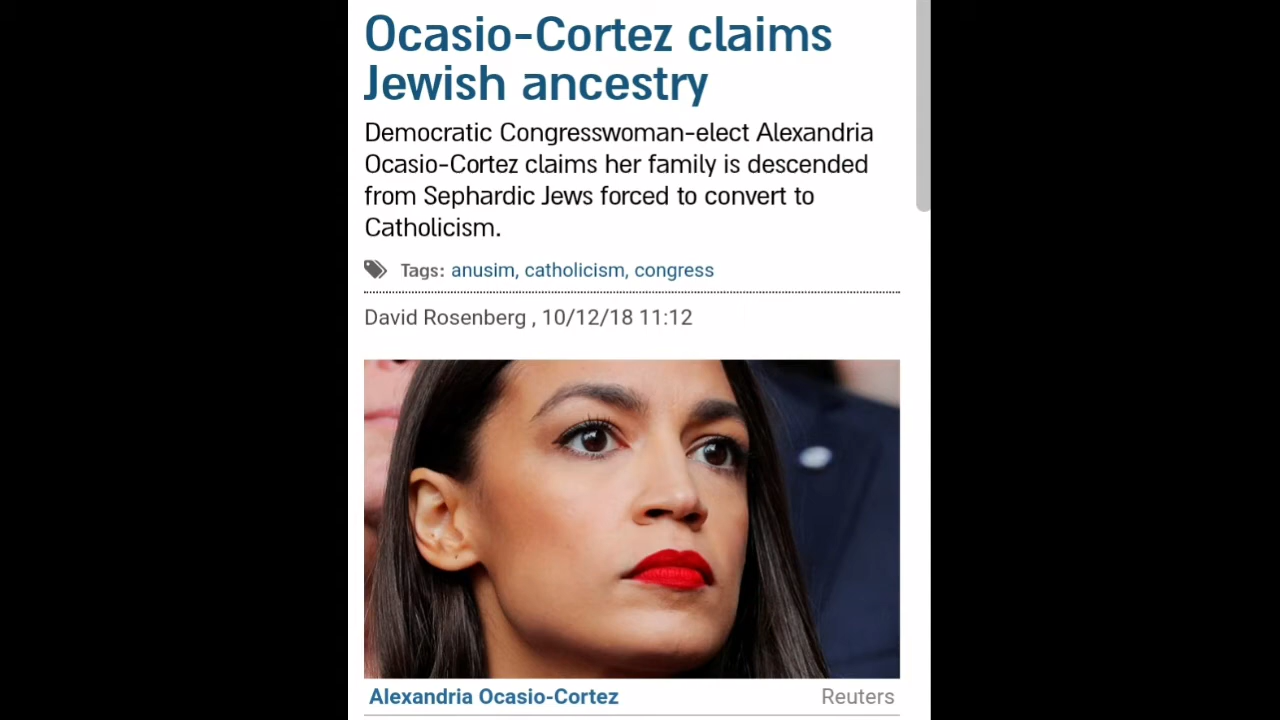 Ocasio-Cortez claims
Jewish ancestry
Democratic Congresswoman-elect Alexandria
Ocasio-Cortez claims her family is descended
from Sephardic Jews forced to convert to
Catholicism.
Tags: anusim, catholicism, congress
David Rosenberg , 10/12/18 11:12
Alexandria Ocasio-Cortez Reuters